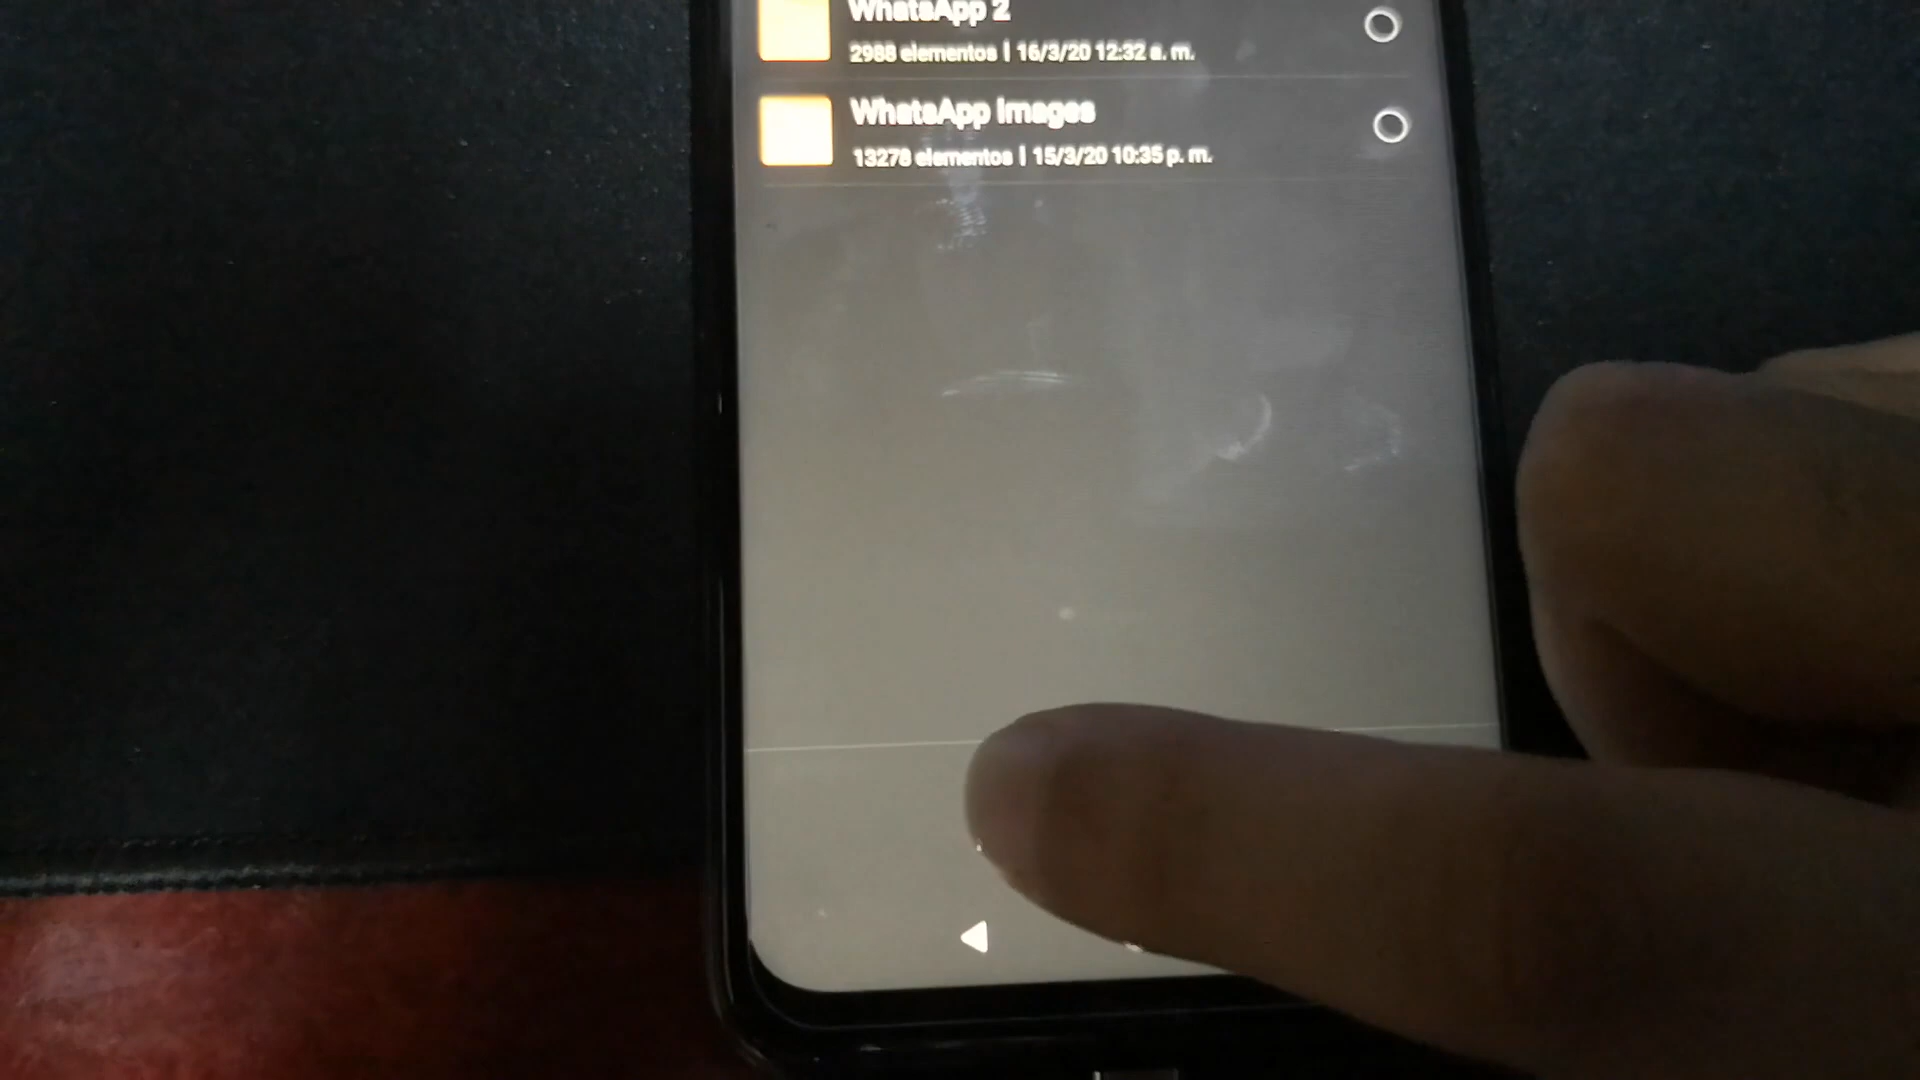 WhatsApp 2
2988 elementos | 16/3/20 12:32 a. m.
WhatsApp Images
13278 elementos | 15/3/20 10:35 p. m.